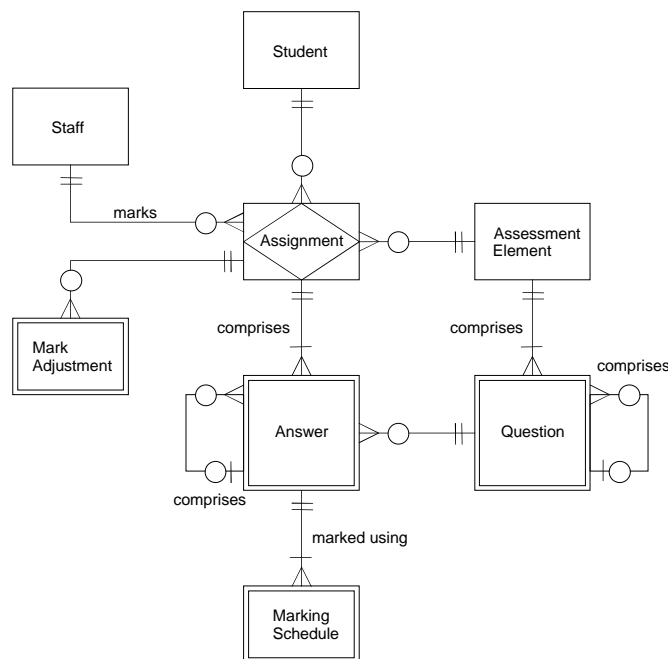 Student
Staff
marks
Assignment
Assessment
Element
Mark
Adjustment
comprises
comprises
comprises
Answer
Question
comprises
marked using
Marking
Schedule